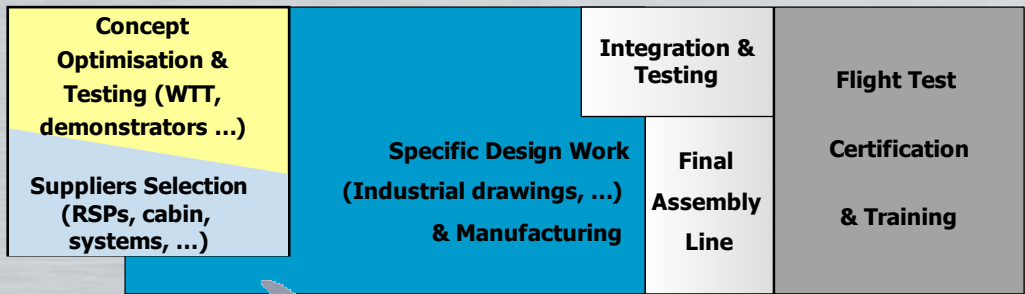 Concept
Optimisation &
Testing (WTT,
demonstrators …)
Suppliers Selection
(RSPs, cabin,
systems, …)
Specific Design Work
(Industrial drawings, …)
& Manufacturing
Integration &
Testing
Final
Assembly
Line
Flight Test
Certification
& Training